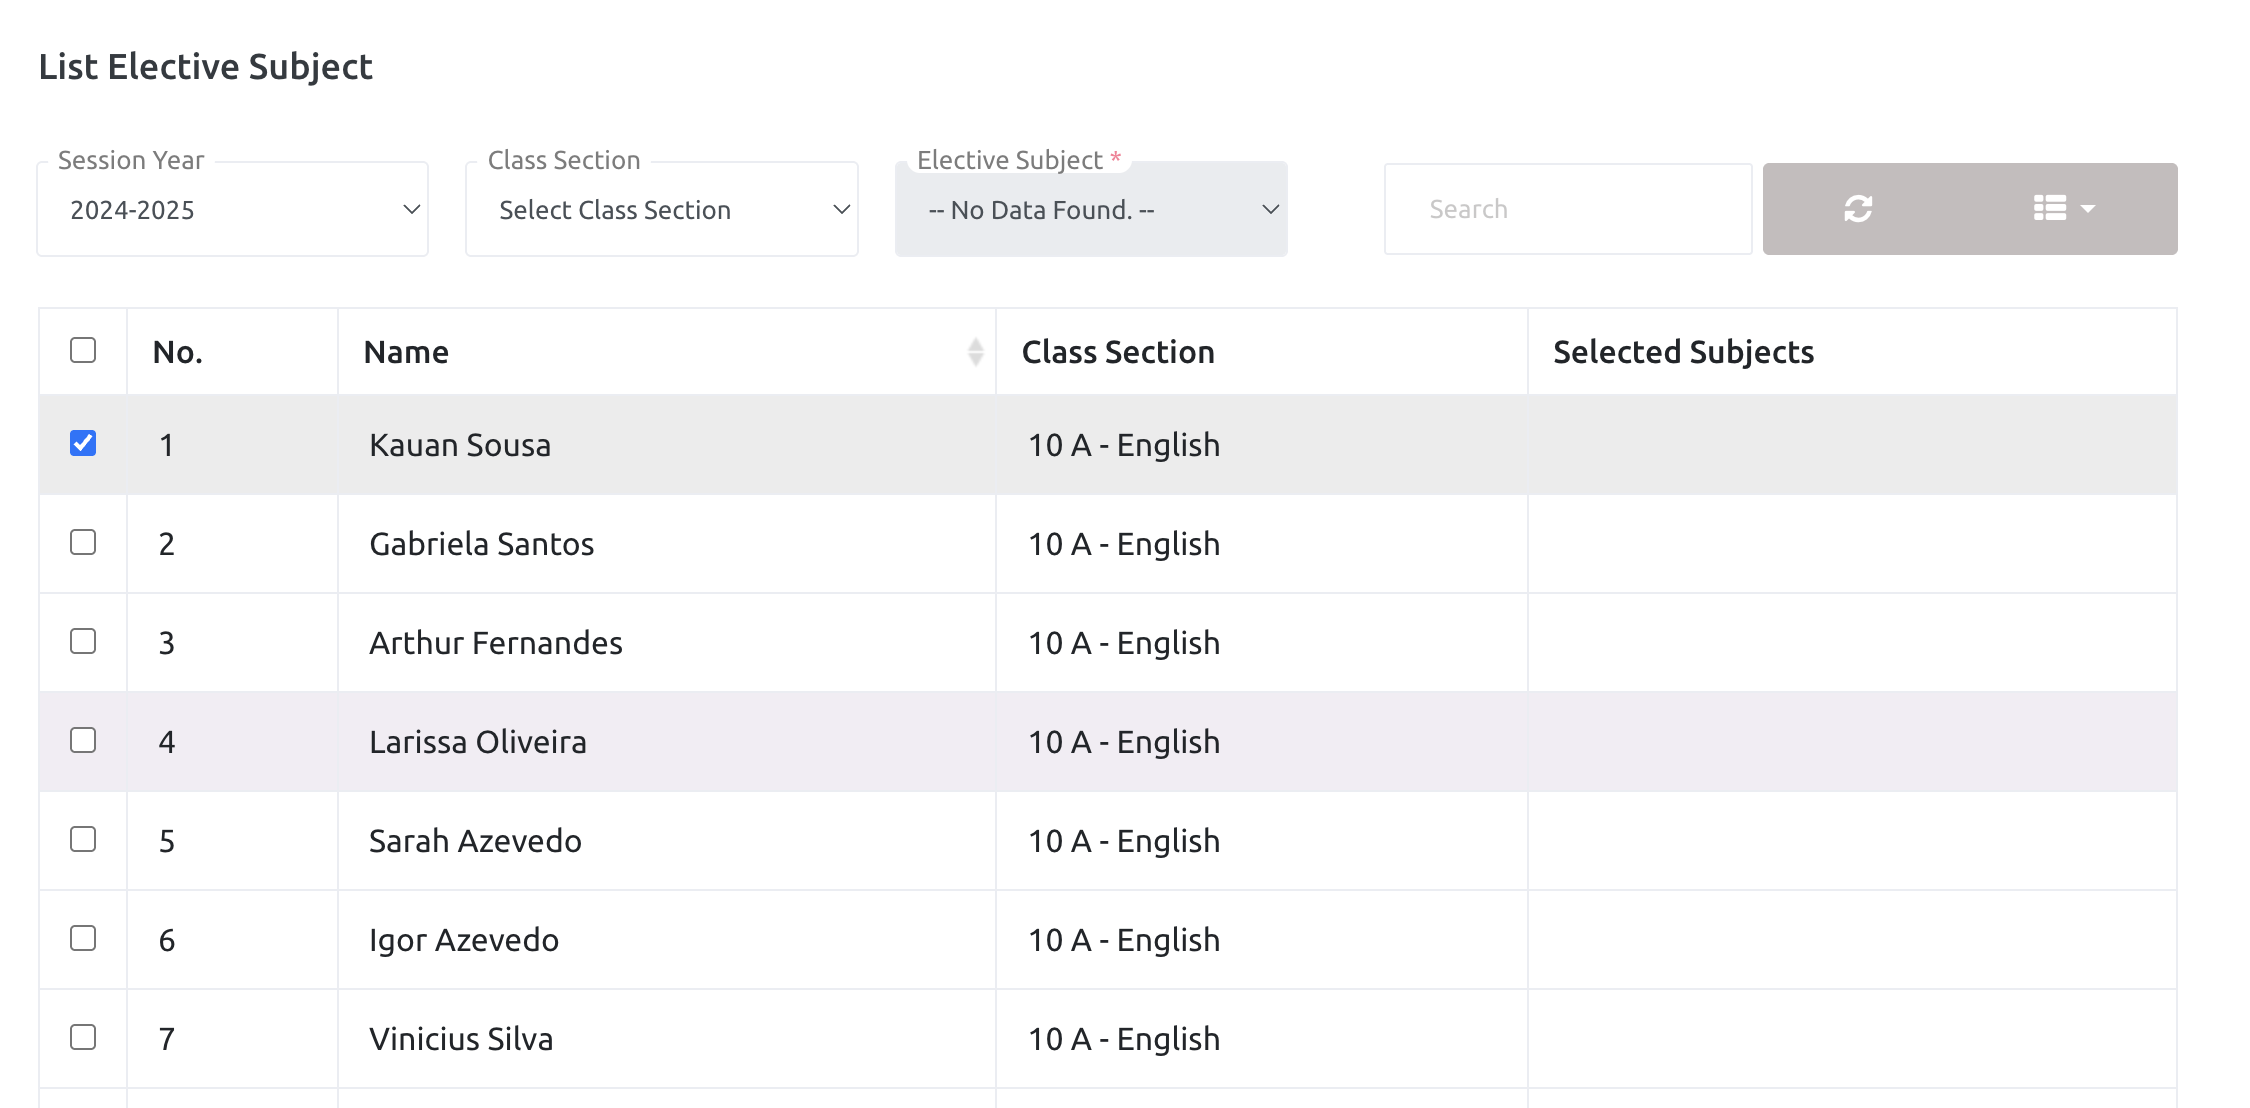 List Elective Subject
Session Year
Class Section
Elective Subject *
2024-2025
Select Class Section
-- No Data Found. --
Search
No.
Name
Class Section
Selected Subjects
1 Kauan Sousa 10 A - English
2 Gabriela Santos 10 A - English
3 Arthur Fernandes 10 A - English
4 Larissa Oliveira 10 A - English
5 Sarah Azevedo 10 A - English
6 Igor Azevedo 10 A - English
7 Vinicius Silva 10 A - English